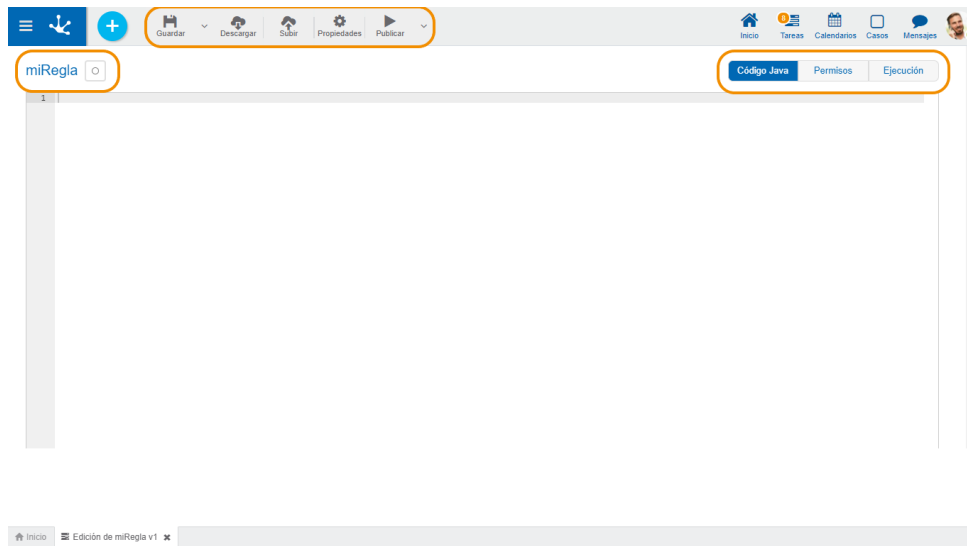 Guardar Descargar Subir Propiedades Publicar
Inicio 8 Tareas Calendarios Casos Mensajes
miRegla
Código Java Permisos Ejecución
1
Inicio Edición de miRegla v1